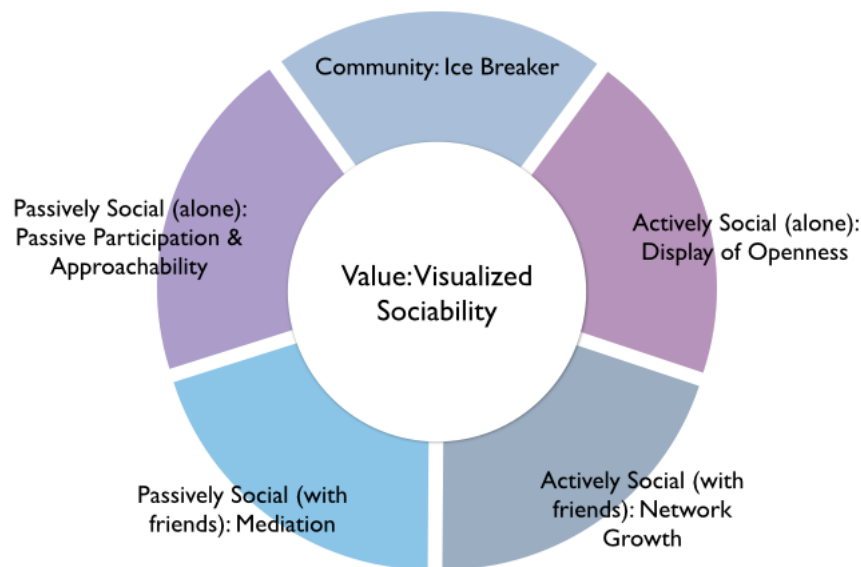 Community: Ice Breaker
Passively Social (alone):
Passive Participation &
Approachability
Actively Social (alone):
Display of Openness
Value: Visualized
Sociability
Passively Social (with
friends): Mediation
Actively Social (with
friends): Network
Growth